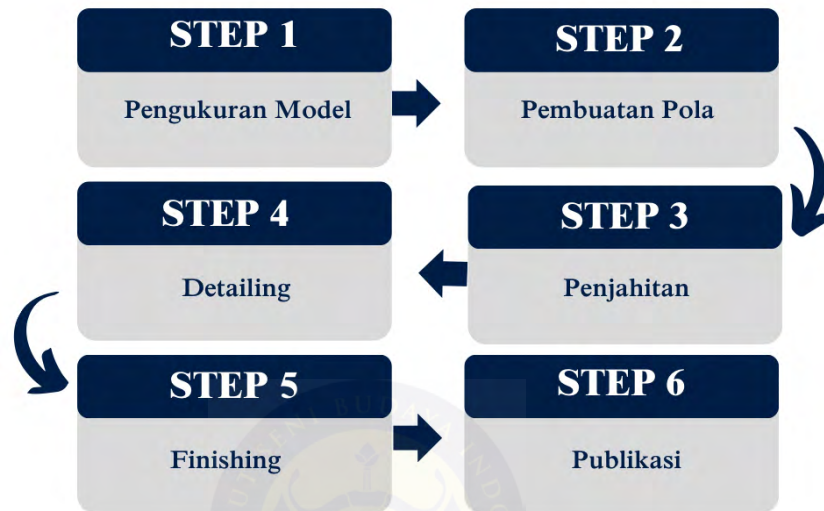 STEP 1
Pengukuran Model
STEP 2
Pembuatan Pola
STEP 3
Penjahitan
STEP 4
Detailing
STEP 5
Finishing
STEP 6
Publikasi